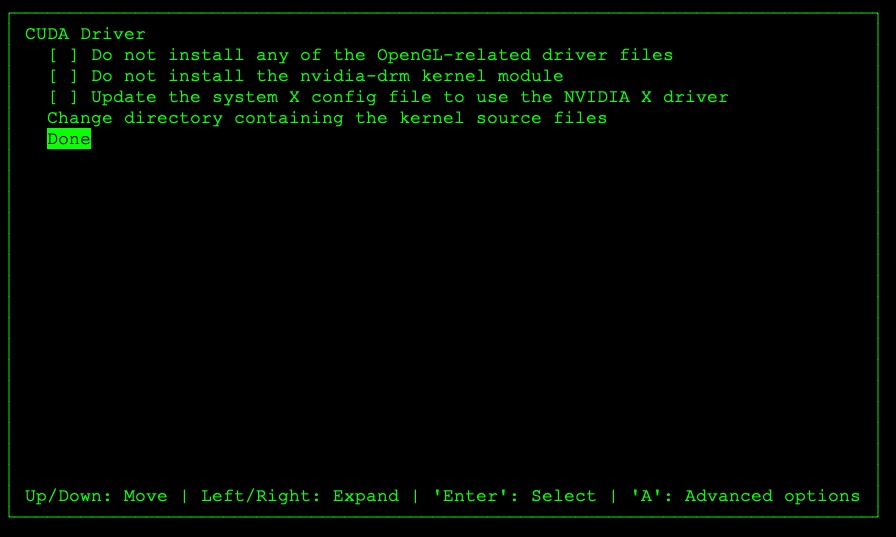 CUDA Driver
[ ] Do not install any of the OpenGL-related driver files
[ ] Do not install the nvidia-drm kernel module
[ ] Update the system X config file to use the NVIDIA X driver
Change directory containing the kernel source files
Done
Up/Down: Move | Left/Right: Expand | 'Enter': Select | 'A': Advanced options